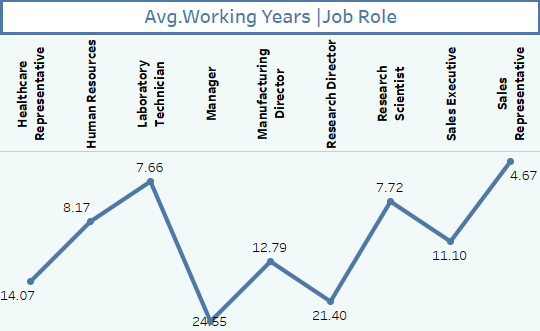 Avg.Working Years |Job Role
Healthcare
Representative
Human Resources
Laboratory
Technician
Manager
Manufacturing
Director
Research Director
Research
Scientist
Sales Executive
Sales
Representative
14.07
8.17
7.66
24.55
12.79
21.40
7.72
11.10
4.67